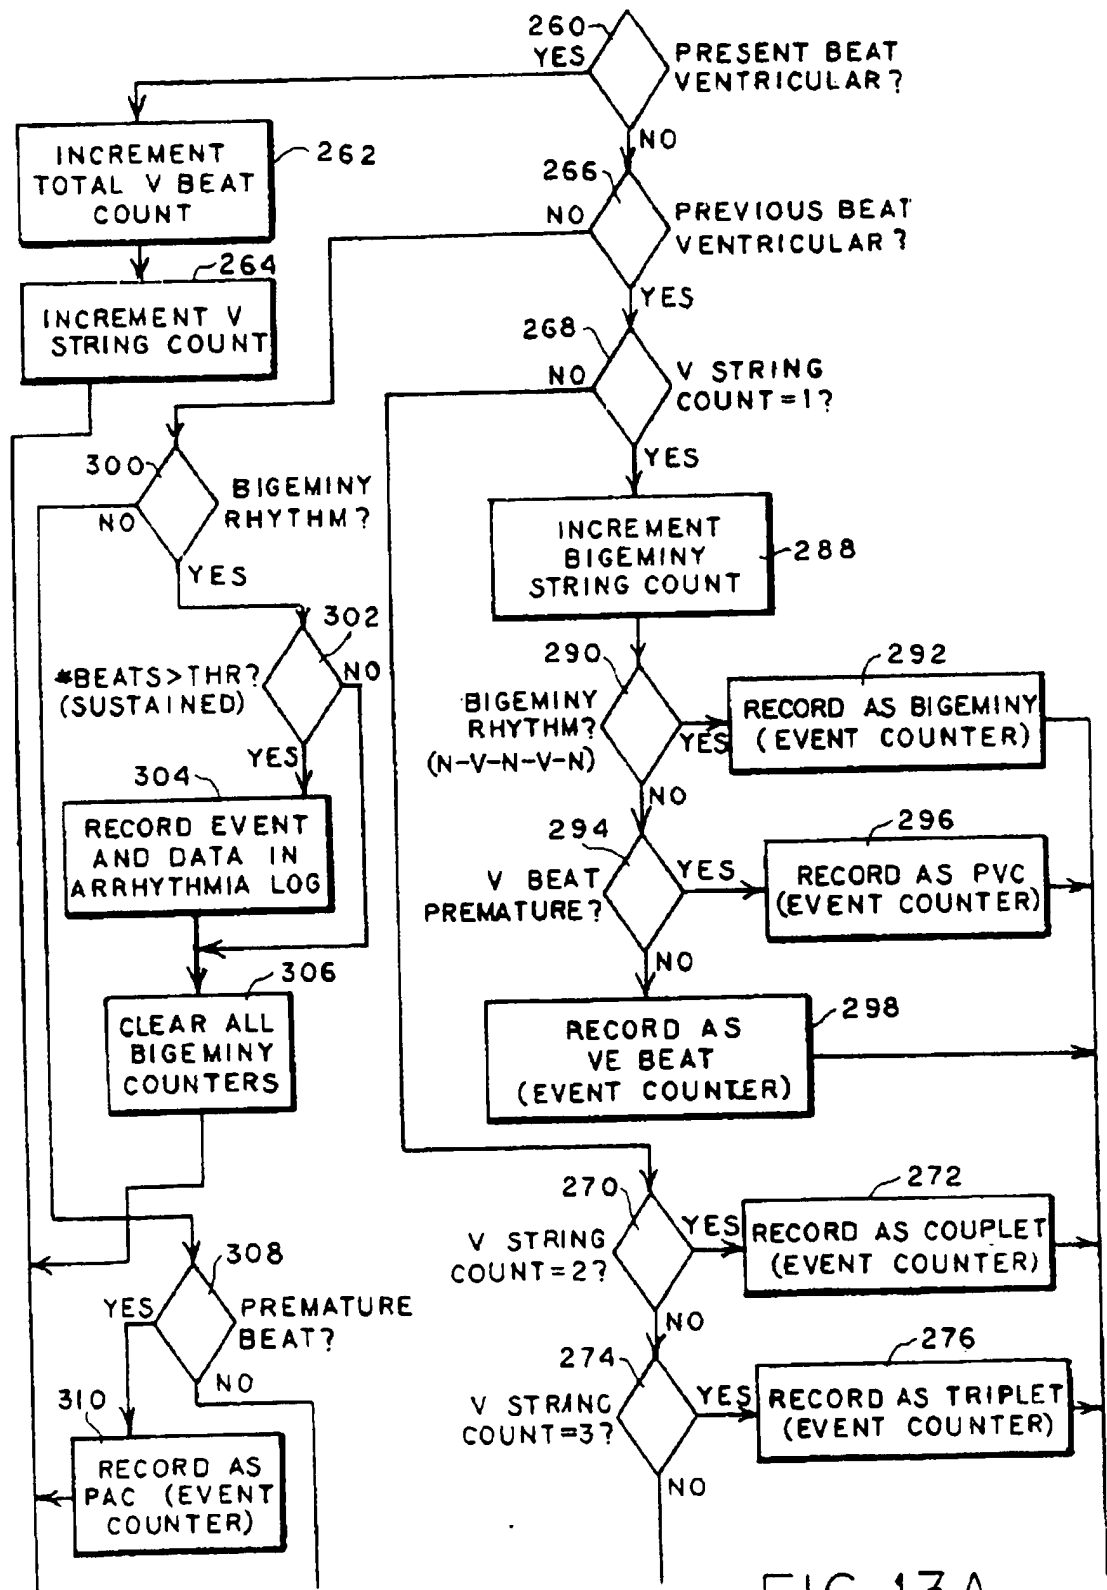 260
YES
PRESENT BEAT
VENTRICULAR?
NO
INCREMENT
TOTAL V BEAT
COUNT
262
266
NO
PREVIOUS BEAT
VENTRICULAR?
YES
264
INCREMENT V
STRING COUNT
268
NO
V STRING
COUNT=1?
YES
300
NO
BIGEMINY
RHYTHM?
YES
INCREMENT
BIGEMINY
STRING COUNT
288
302
*BEATS>THR?
(SUSTAINED)
NO
YES
290
BIGEMINY
RHYTHM?
(N-V-N-V-N)
YES
NO
292
RECORD AS BIGEMINY
(EVENT COUNTER)
304
RECORD EVENT
AND DATA IN
ARRHYTHMIA LOG
294
V BEAT
PREMATURE?
YES
NO
296
RECORD AS PVC
(EVENT COUNTER)
306
CLEAR ALL
BIGEMINY
COUNTERS
RECORD AS
VE BEAT
(EVENT COUNTER)
298
270
V STRING
COUNT=2?
YES
NO
272
RECORD AS COUPLET
(EVENT COUNTER)
308
YES
PREMATURE
BEAT?
NO
274
V STRING
COUNT=3?
YES
NO
276
RECORD AS TRIPLET
(EVENT COUNTER)
310
RECORD AS
PAC (EVENT
COUNTER)
FIG. 13A